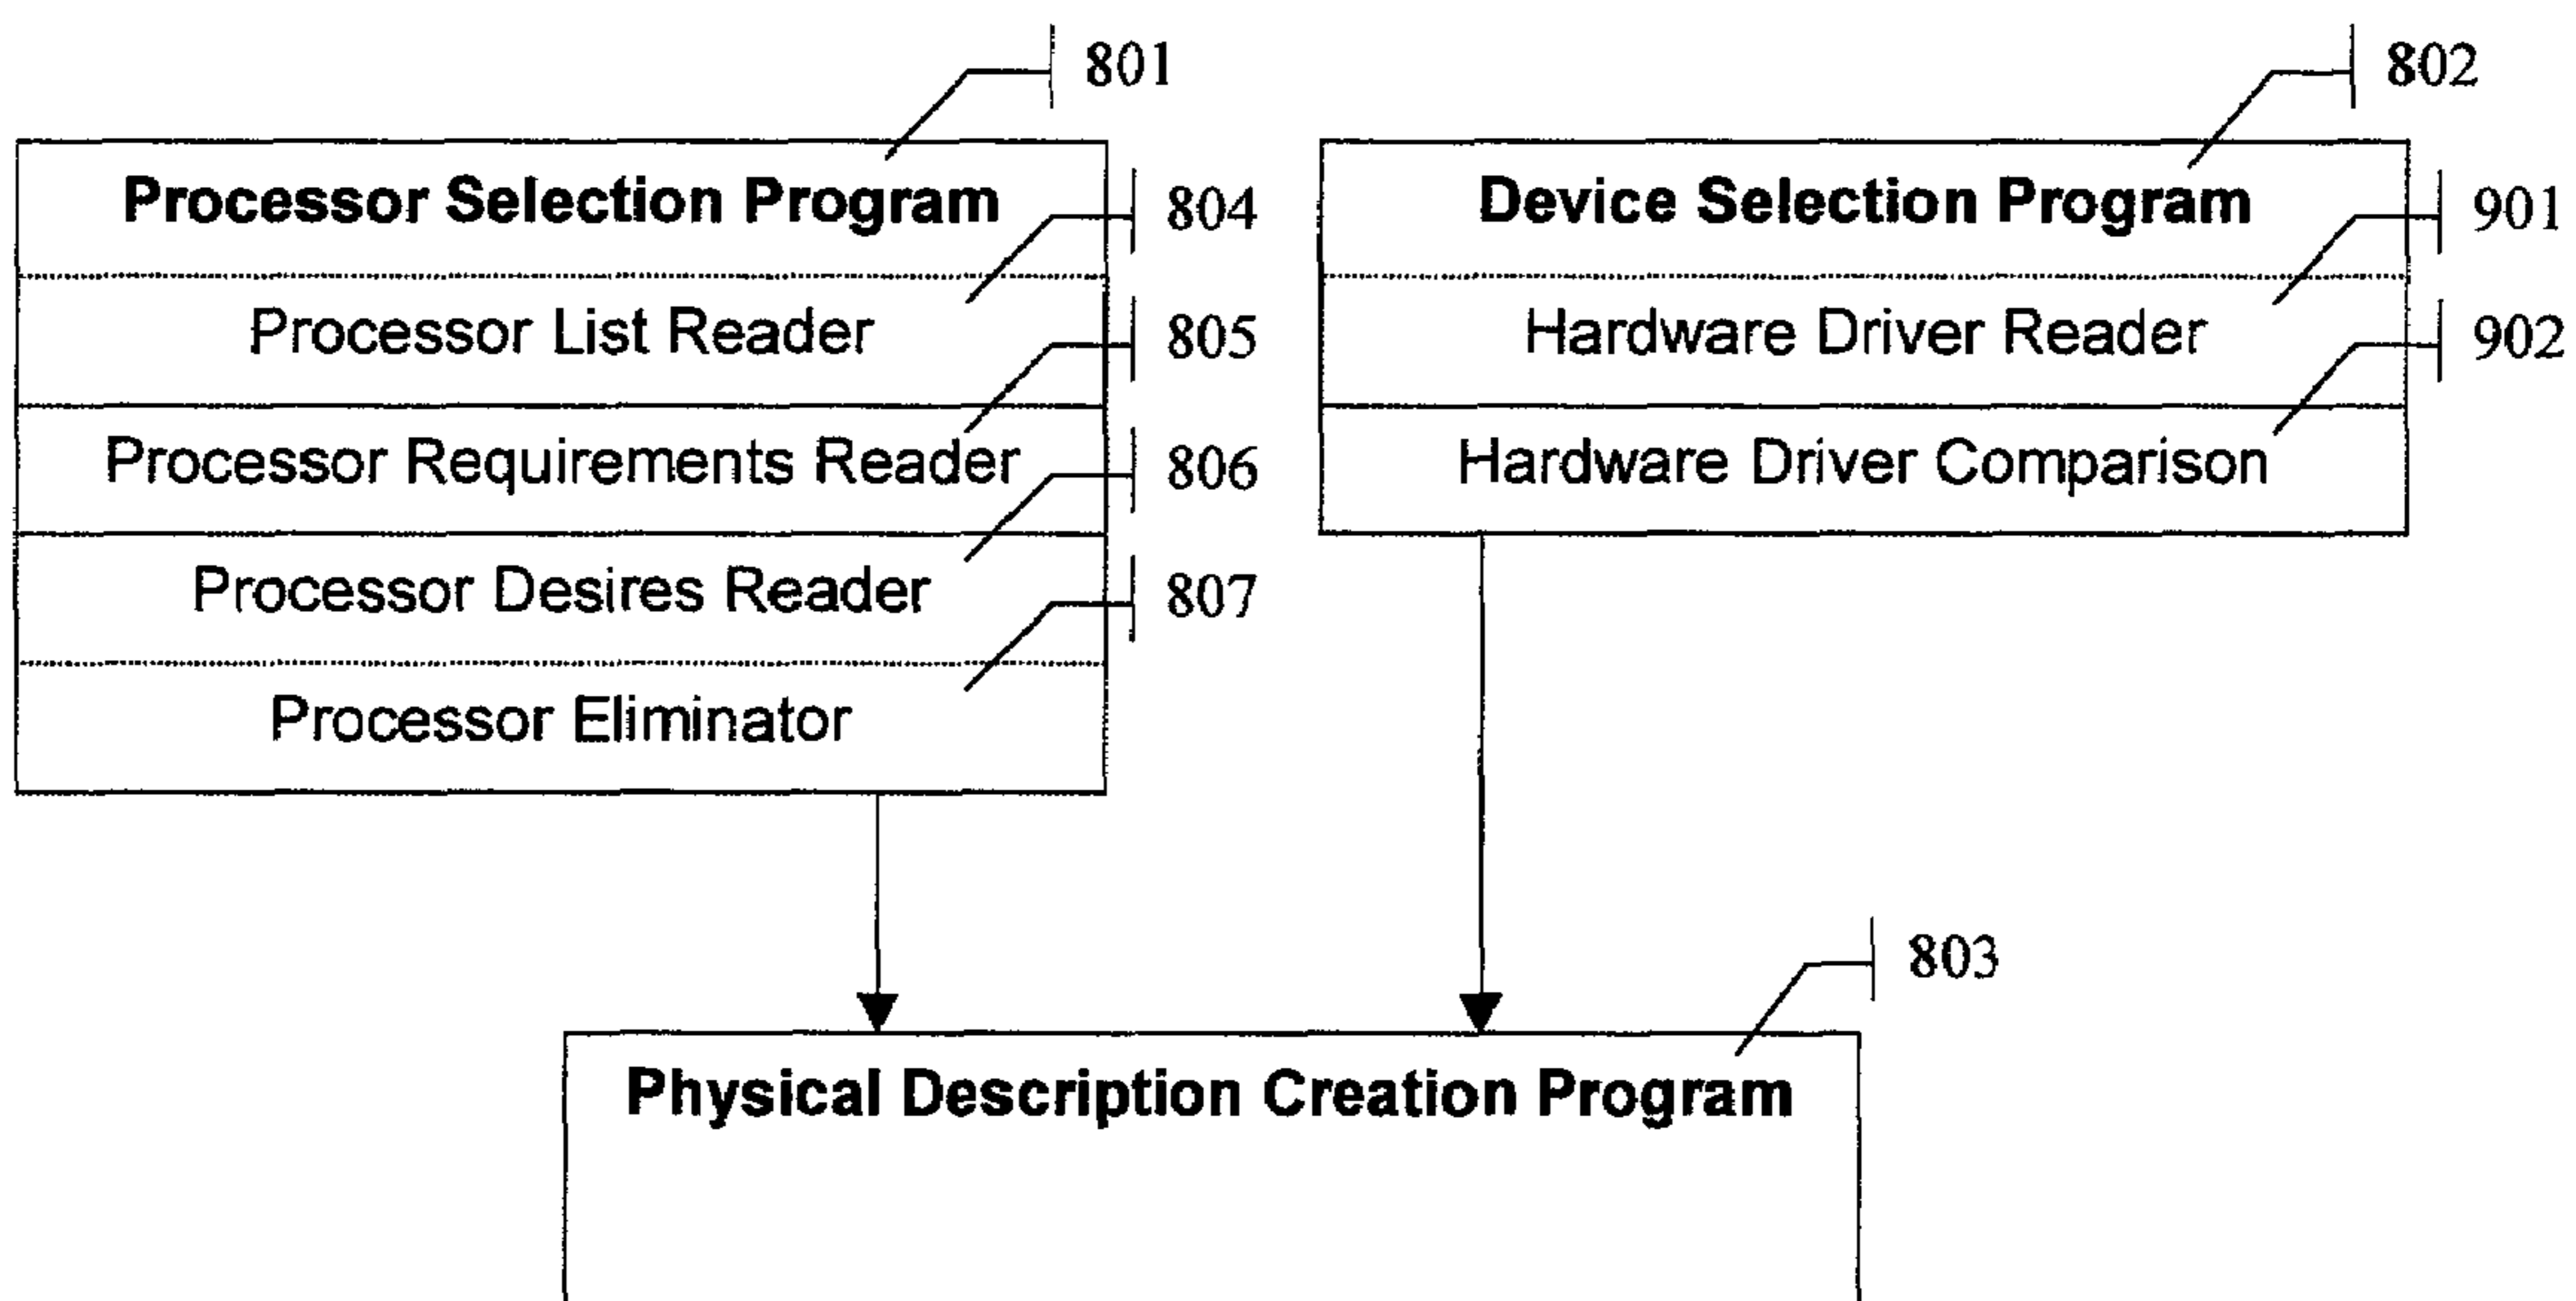 801
Processor Selection Program
804
Processor List Reader
805
Processor Requirements Reader
806
Processor Desires Reader
807
Processor Eliminator
802
Device Selection Program
901
Hardware Driver Reader
902
Hardware Driver Comparison
803
Physical Description Creation Program